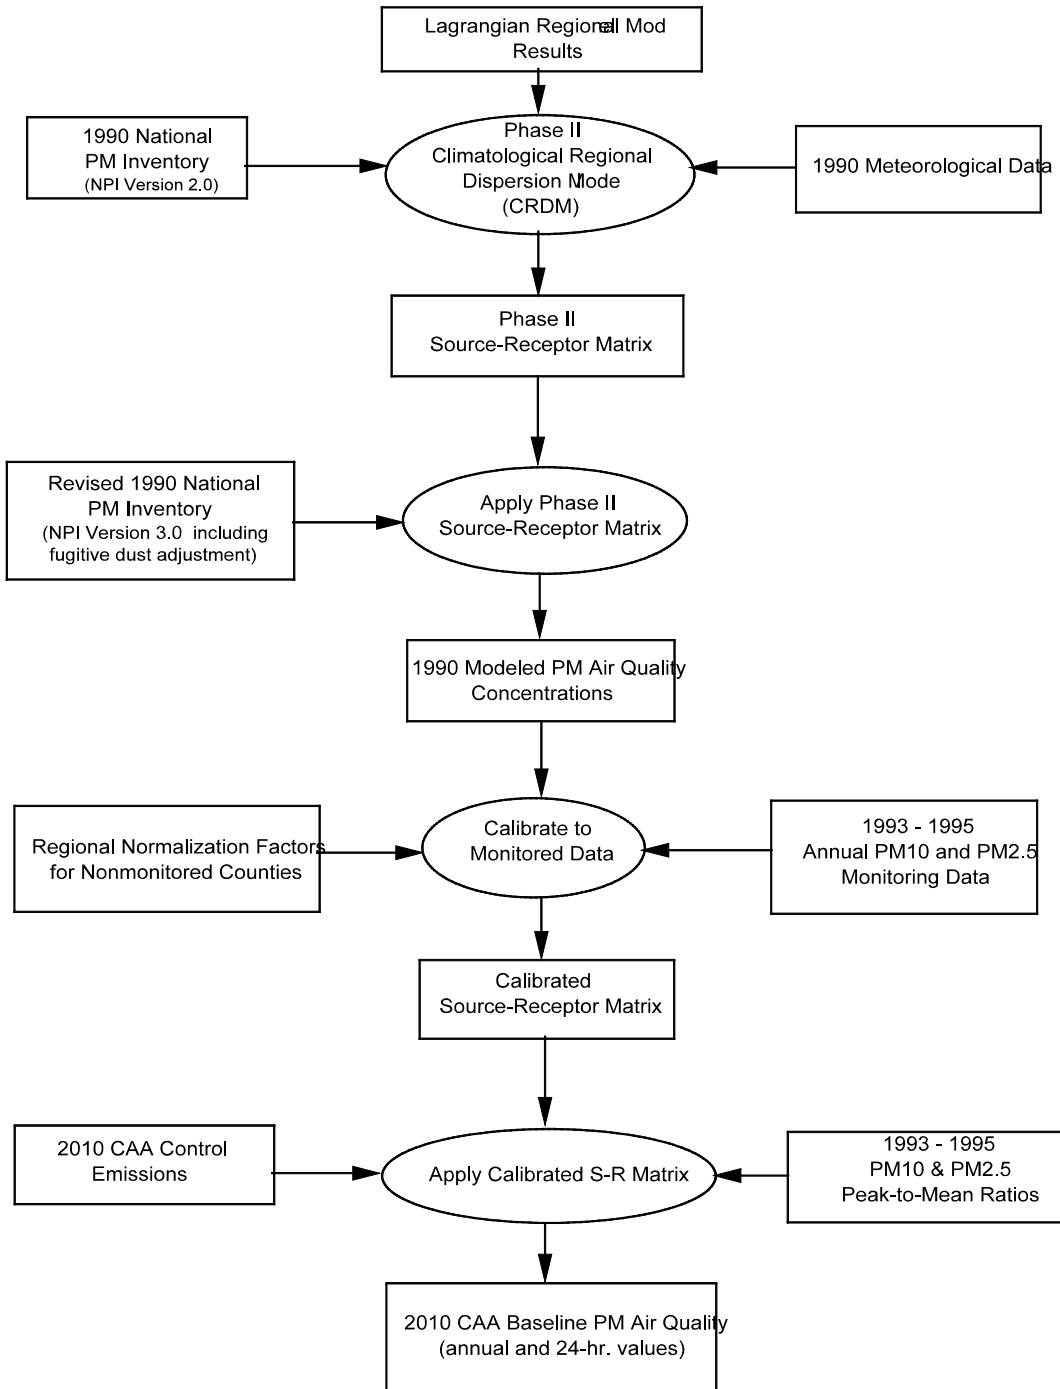 Lagrangian Regional Mod
Results
1990 National
PM Inventory
(NPI Version 2.0)
Phase II
Climatological Regional
Dispersion Mode
(CRDM)
1990 Meteorological Data
Phase II
Source-Receptor Matrix
Revised 1990 National
PM Inventory
(NPI Version 3.0 including
fugitive dust adjustment)
Apply Phase II
Source-Receptor Matrix
1990 Modeled PM Air Quality
Concentrations
Regional Normalization Factors
for Nonmonitored Counties
Calibrate to
Monitored Data
1993 - 1995
Annual PM10 and PM2.5
Monitoring Data
Calibrated
Source-Receptor Matrix
2010 CAA Control
Emissions
Apply Calibrated S-R Matrix
1993 - 1995
PM10 & PM2.5
Peak-to-Mean Ratios
2010 CAA Baseline PM Air Quality
(annual and 24-hr. values)